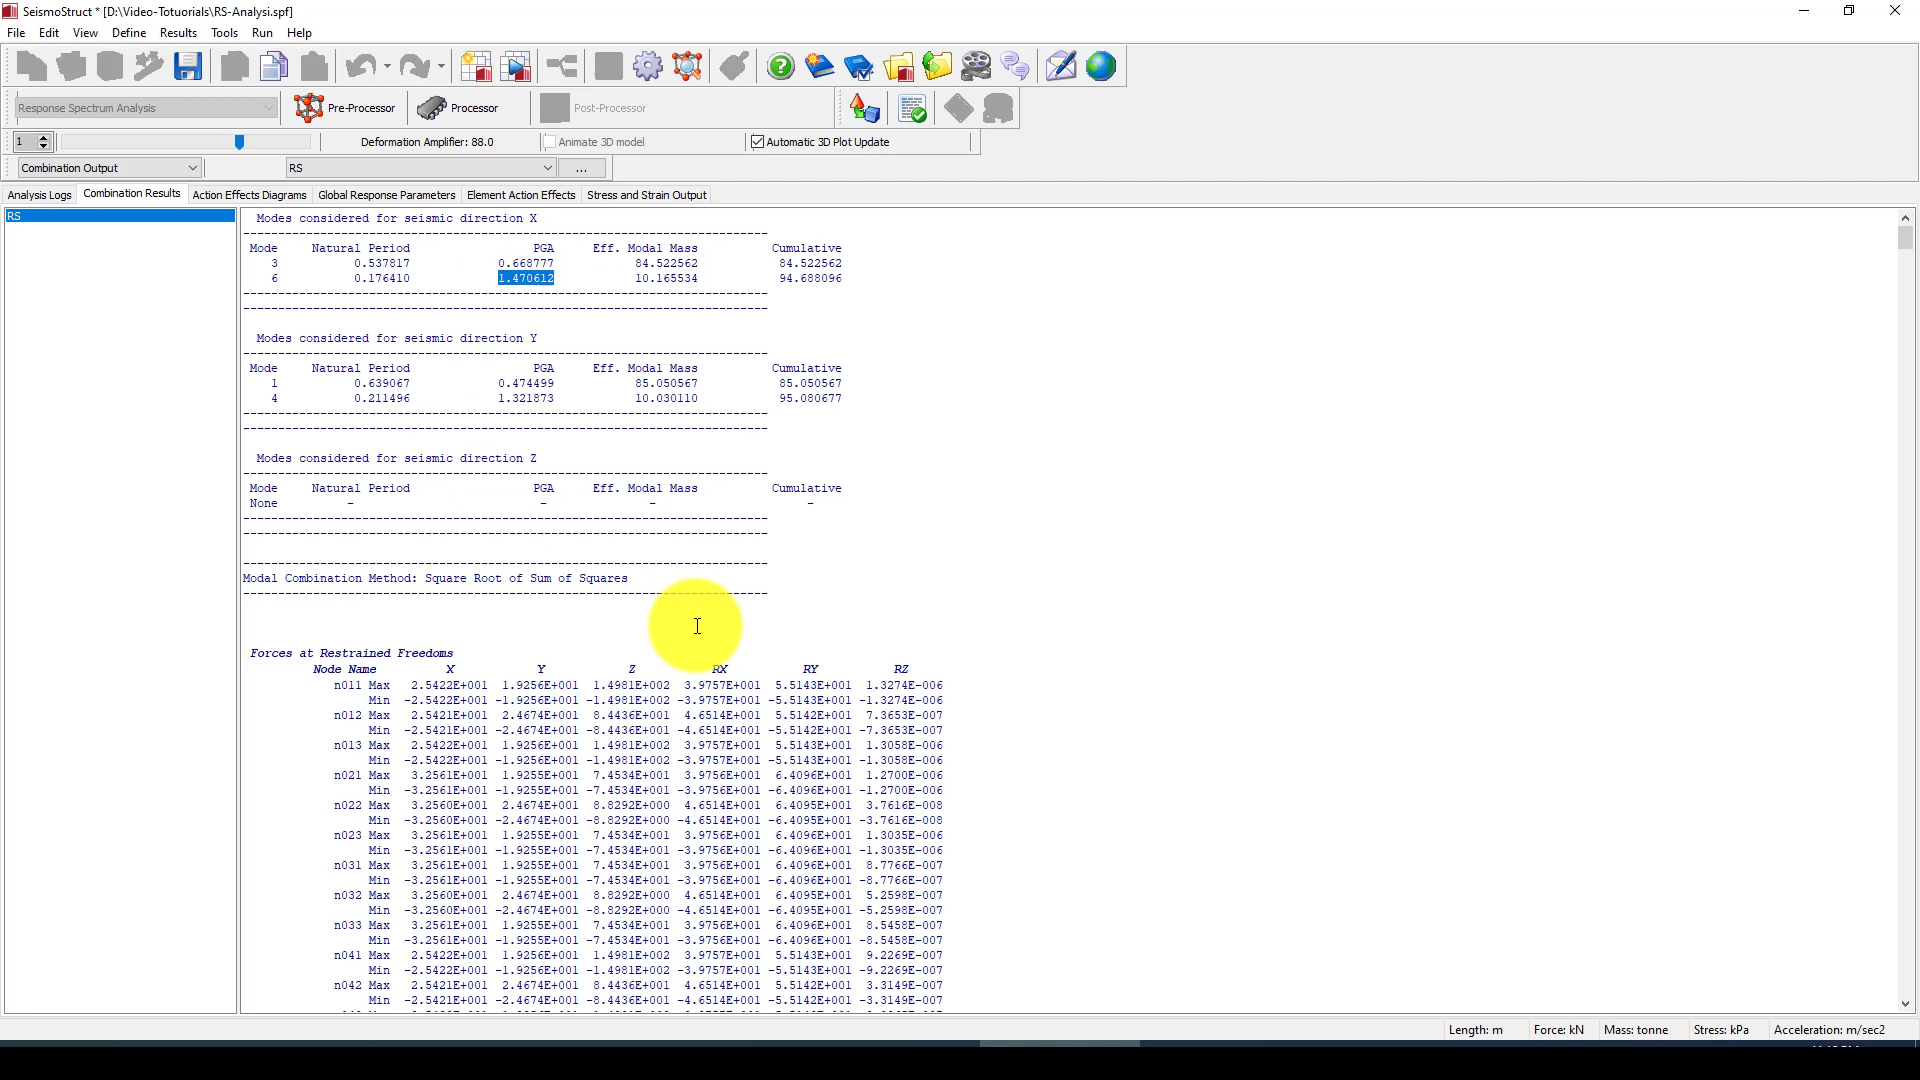 SeismoStruct * [D:\Video-Totuorials\RS-Analysi.spf]
File Edit View Define Results Tools Run Help
Response Spectrum Analysis Pre-Processor Processor Post-Processor
1 Deformation Amplifier: 88.0 Animate 3D model Automatic 3D Plot Update
Combination Output RS ...
Analysis Logs Combination Results Action Effects Diagrams Global Response Parameters Element Action Effects Stress and Strain Output
RS
Modes considered for seismic direction X
--------------------------------------------------------------------------
Mode Natural Period PGA Eff. Modal Mass Cumulative
3 0.537817 0.668777 84.522562 84.522562
6 0.176410 1.470612 10.165534 94.688096
--------------------------------------------------------------------------
--------------------------------------------------------------------------
Modes considered for seismic direction Y
--------------------------------------------------------------------------
Mode Natural Period PGA Eff. Modal Mass Cumulative
1 0.639067 0.474499 85.050567 85.050567
4 0.211496 1.321873 10.030110 95.080677
--------------------------------------------------------------------------
--------------------------------------------------------------------------
Modes considered for seismic direction Z
--------------------------------------------------------------------------
Mode Natural Period PGA Eff. Modal Mass Cumulative
None - - - -
--------------------------------------------------------------------------
--------------------------------------------------------------------------
--------------------------------------------------------------------------
Modal Combination Method: Square Root of Sum of Squares
--------------------------------------------------------------------------
Forces at Restrained Freedoms
Node Name X Y Z RX RY RZ
n011 Max 2.5422E+001 1.9256E+001 1.4981E+002 3.9757E+001 5.5143E+001 1.3274E-006
Min -2.5422E+001 -1.9256E+001 -1.4981E+002 -3.9757E+001 -5.5143E+001 -1.3274E-006
n012 Max 2.5421E+001 2.4674E+001 8.4436E+001 4.6514E+001 5.5142E+001 7.3653E-007
Min -2.5421E+001 -2.4674E+001 -8.4436E+001 -4.6514E+001 -5.5142E+001 -7.3653E-007
n013 Max 2.5422E+001 1.9256E+001 1.4981E+002 3.9757E+001 5.5143E+001 1.3058E-006
Min -2.5422E+001 -1.9256E+001 -1.4981E+002 -3.9757E+001 -5.5143E+001 -1.3058E-006
n021 Max 3.2561E+001 1.9255E+001 7.4534E+001 3.9756E+001 6.4096E+001 1.2700E-006
Min -3.2561E+001 -1.9255E+001 -7.4534E+001 -3.9756E+001 -6.4096E+001 -1.2700E-006
n022 Max 3.2560E+001 2.4674E+001 8.8292E+000 4.6514E+001 6.4095E+001 3.7616E-008
Min -3.2560E+001 -2.4674E+001 -8.8292E+000 -4.6514E+001 -6.4095E+001 -3.7616E-008
n023 Max 3.2561E+001 1.9255E+001 7.4534E+001 3.9756E+001 6.4096E+001 1.3035E-006
Min -3.2561E+001 -1.9255E+001 -7.4534E+001 -3.9756E+001 -6.4096E+001 -1.3035E-006
n031 Max 3.2561E+001 1.9255E+001 7.4534E+001 3.9756E+001 6.4096E+001 8.7766E-007
Min -3.2561E+001 -1.9255E+001 -7.4534E+001 -3.9756E+001 -6.4096E+001 -8.7766E-007
n032 Max 3.2560E+001 2.4674E+001 8.8292E+000 4.6514E+001 6.4095E+001 5.2598E-007
Min -3.2560E+001 -2.4674E+001 -8.8292E+000 -4.6514E+001 -6.4095E+001 -5.2598E-007
n033 Max 3.2561E+001 1.9255E+001 7.4534E+001 3.9756E+001 6.4096E+001 8.5458E-007
Min -3.2561E+001 -1.9255E+001 -7.4534E+001 -3.9756E+001 -6.4096E+001 -8.5458E-007
n041 Max 2.5422E+001 1.9256E+001 1.4981E+002 3.9757E+001 5.5143E+001 9.2269E-007
Min -2.5422E+001 -1.9256E+001 -1.4981E+002 -3.9757E+001 -5.5143E+001 -9.2269E-007
n042 Max 2.5421E+001 2.4674E+001 8.4436E+001 4.6514E+001 5.5142E+001 3.3149E-007
Min -2.5421E+001 -2.4674E+001 -8.4436E+001 -4.6514E+001 -5.5142E+001 -3.3149E-007
Length: m Force: kN Mass: tonne Stress: kPa Acceleration: m/sec2